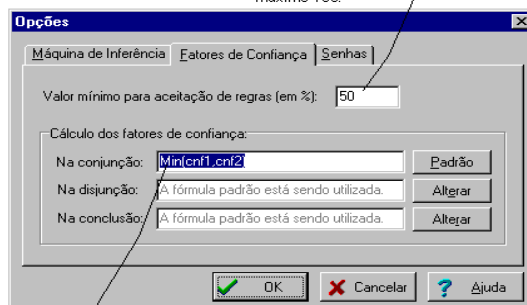 máximo 100.
Opções
Máquina de Inferência
Fatores de Confiança
Senhas
Valor mínimo para aceitação de regras (em %): 50
Cálculo dos fatores de confiança:
Na conjunção: Min(cnf1,cnf2) Padrão
Na disjunção: A fórmula padrão está sendo utilizada. Alterar
Na conclusão: A fórmula padrão está sendo utilizada. Alterar
OK Cancelar Ajuda